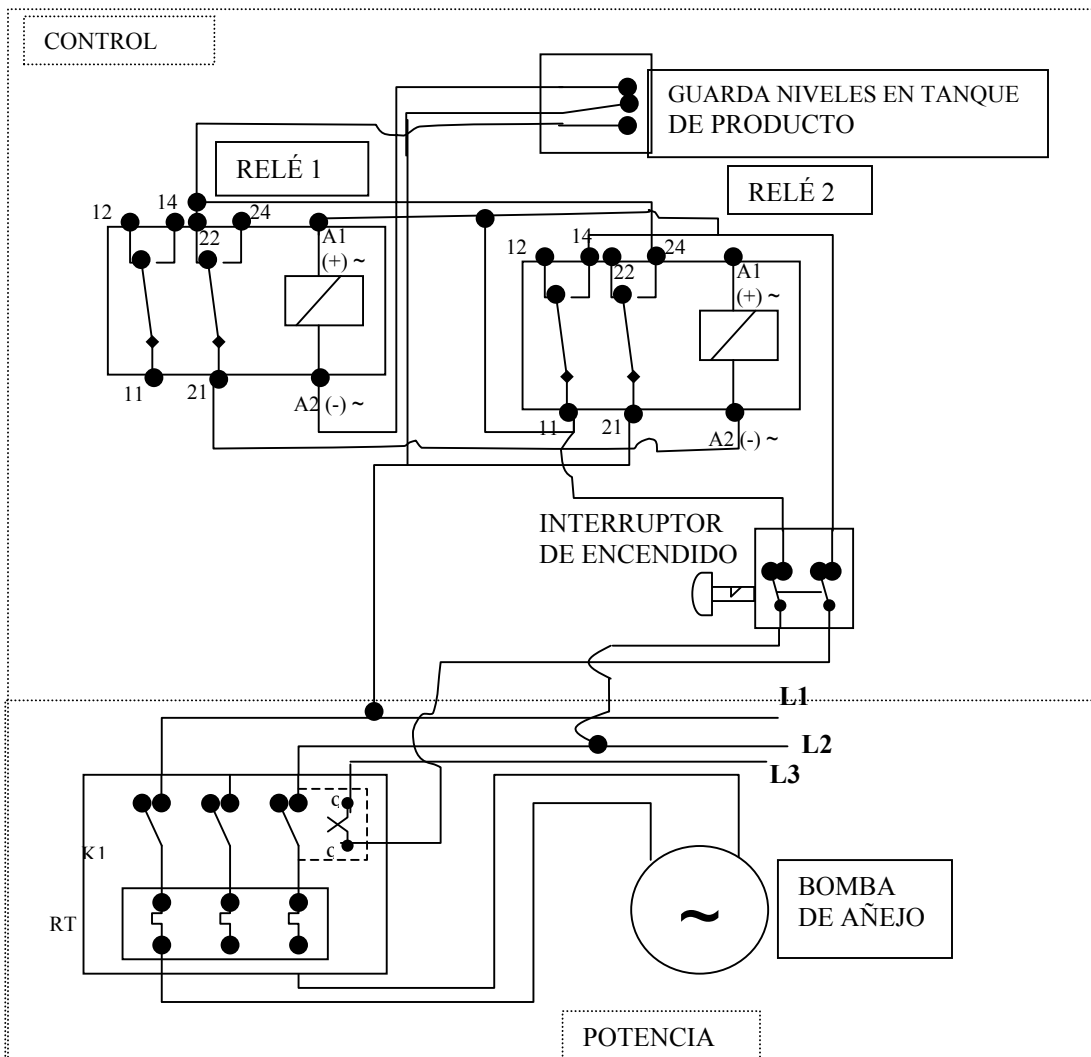 CONTROL
GUARDA NIVELES EN TANQUE
DE PRODUCTO
RELÉ 1
RELÉ 2
12
14
24
22
A1
(+) ~
11
21
A2 (-) ~
12
14
24
22
A1
(+) ~
11
21
A2 (-) ~
INTERRUPTOR
DE ENCENDIDO
L1
L2
L3
K1
RT
~
BOMBA
DE AÑEJO
POTENCIA